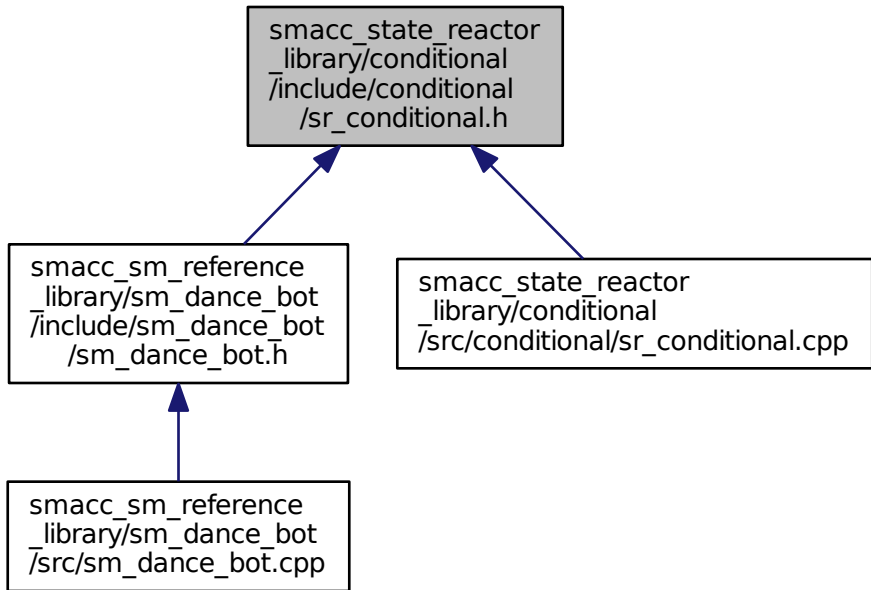 smacc_state_reactor
_library/conditional
/include/conditional
/sr_conditional.h
smacc_sm_reference
_library/sm_dance_bot
/include/sm_dance_bot
/sm_dance_bot.h
smacc_state_reactor
_library/conditional
/src/conditional/sr_conditional.cpp
smacc_sm_reference
_library/sm_dance_bot
/src/sm_dance_bot.cpp